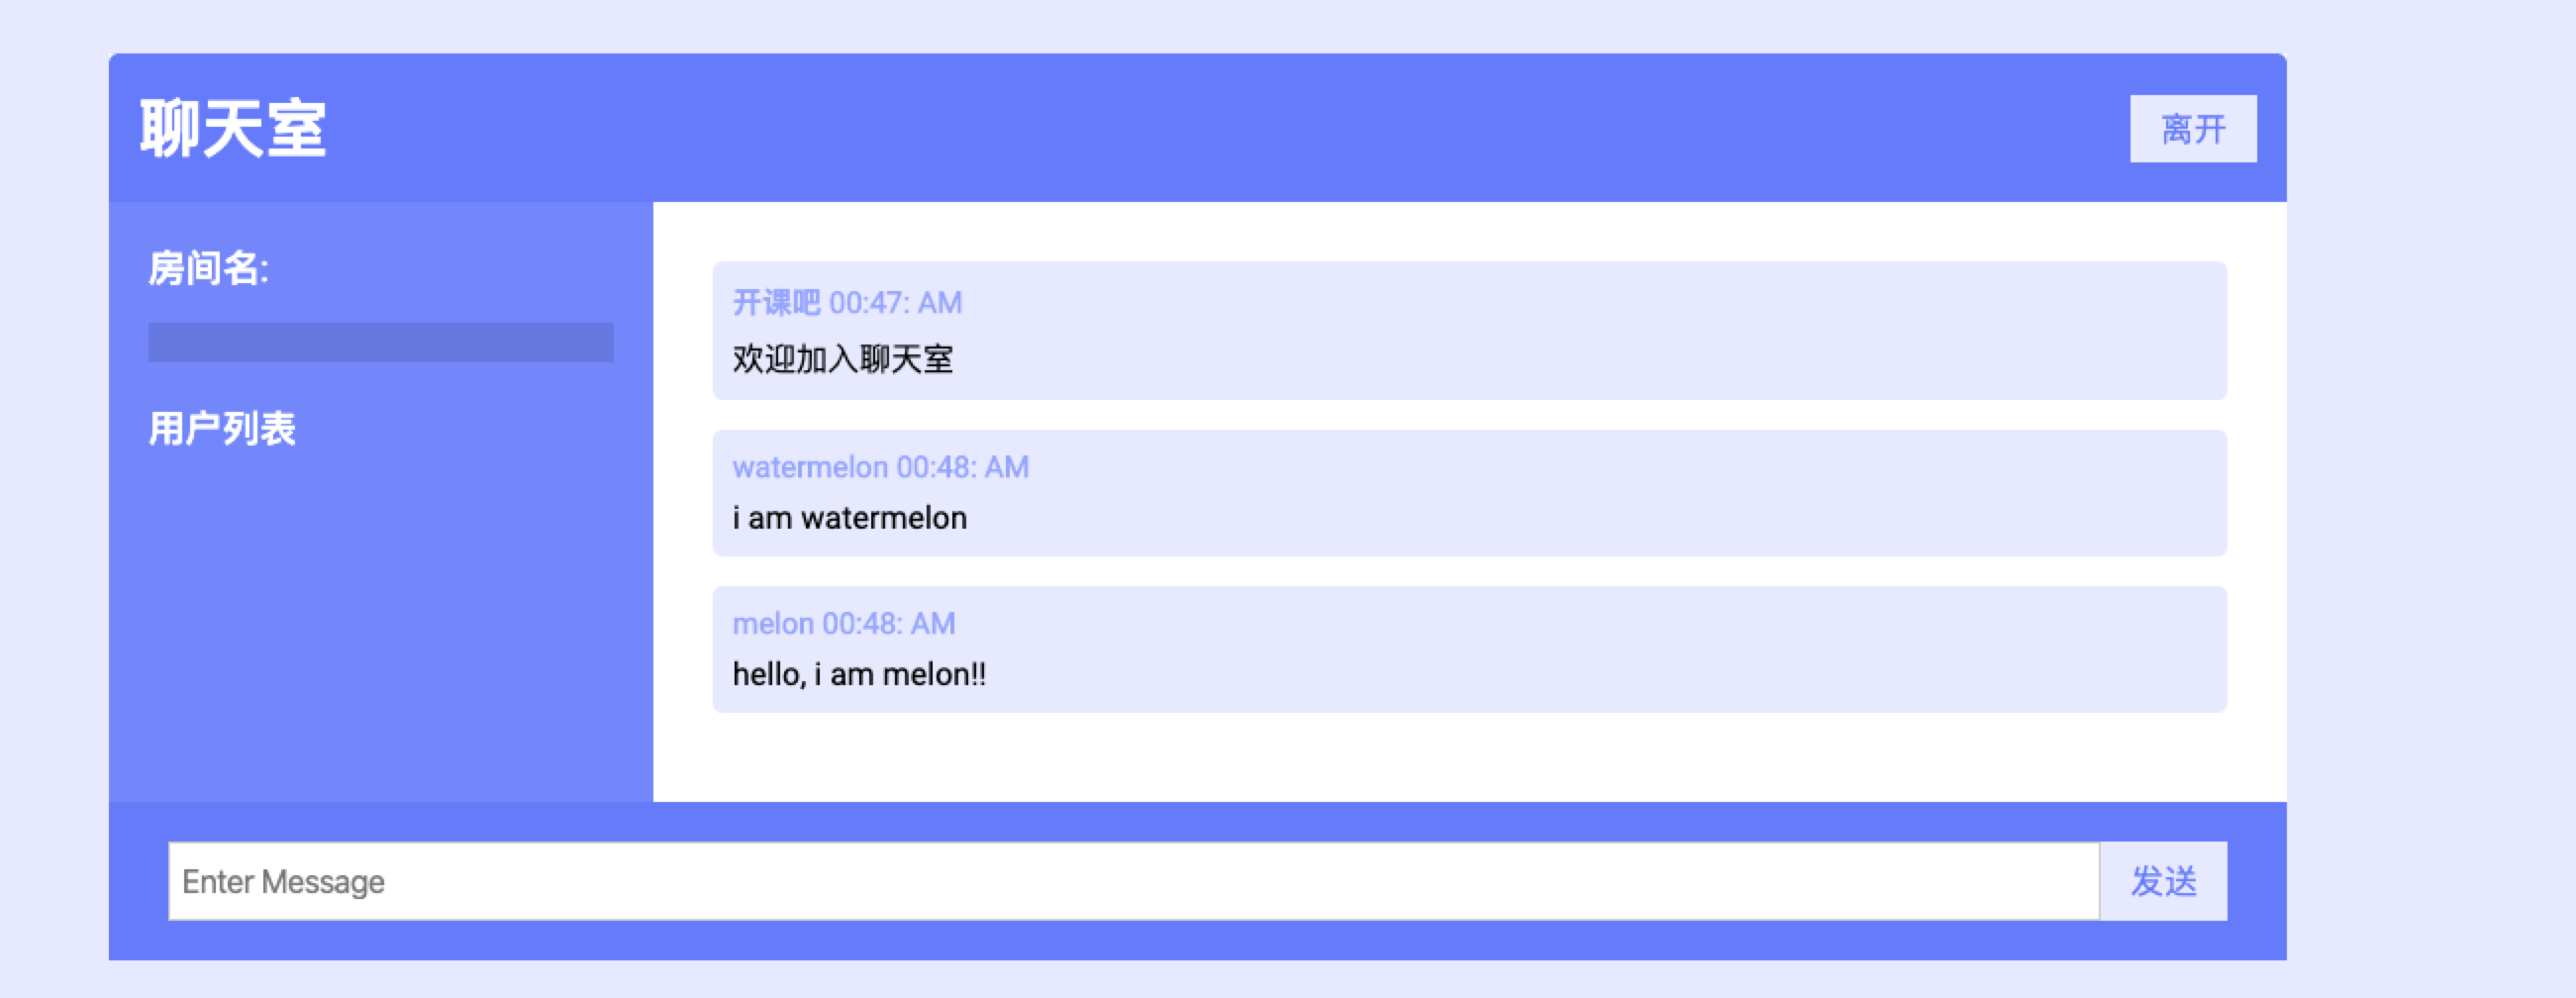 聊天室
离开
房间名:
用户列表
开课吧 00:47: AM
欢迎加入聊天室
watermelon 00:48: AM
i am watermelon
melon 00:48: AM
hello, i am melon!!
Enter Message
发送